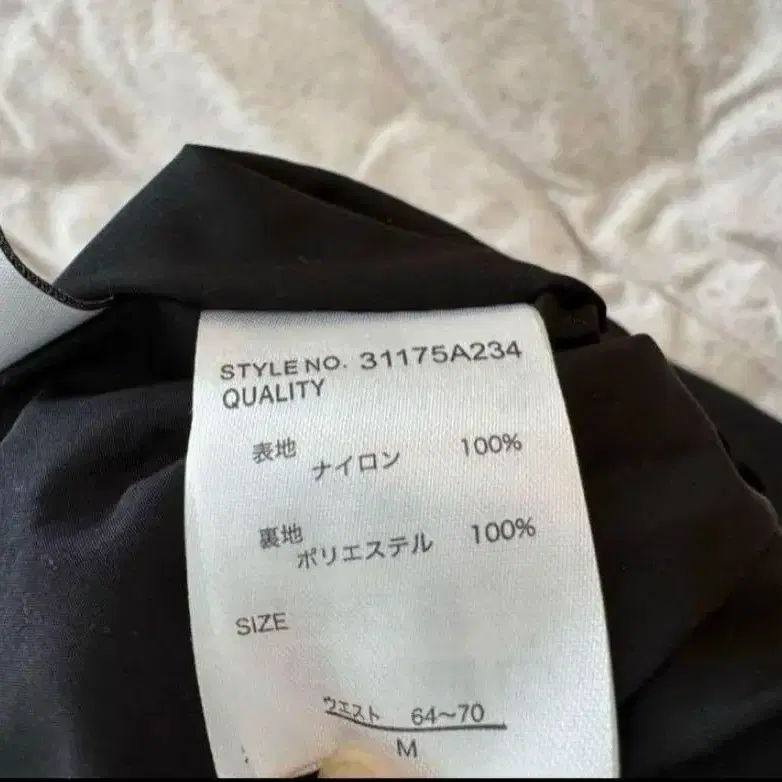 STYLE NO. 31175A234
QUALITY
表地
ナイロン 100%
裏地
ポリエステル 100%
SIZE
ウエスト 64~70
M